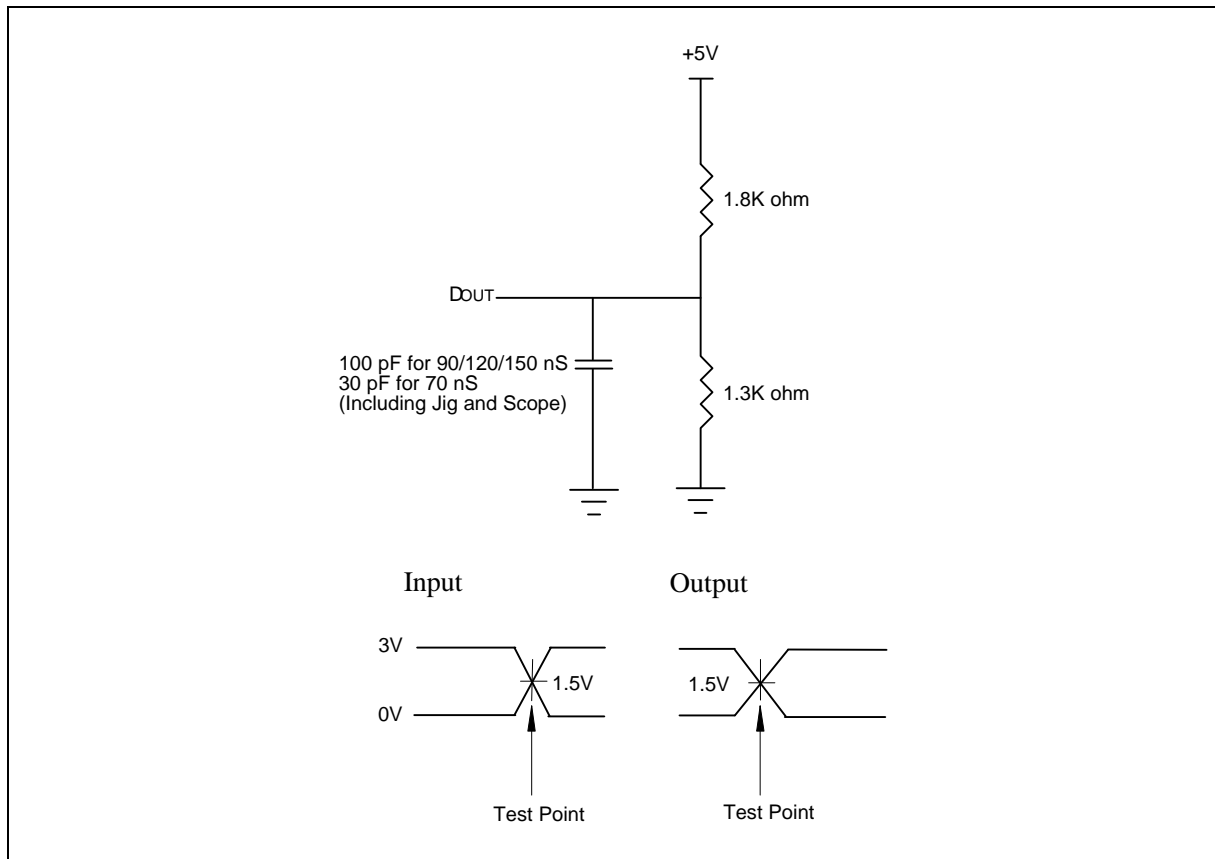 +5V
1.8K ohm
DOUT
100 pF for 90/120/150 nS
30 pF for 70 nS
(Including Jig and Scope)
1.3K ohm
Input
Output
3V
1.5V
1.5V
0V
Test Point
Test Point